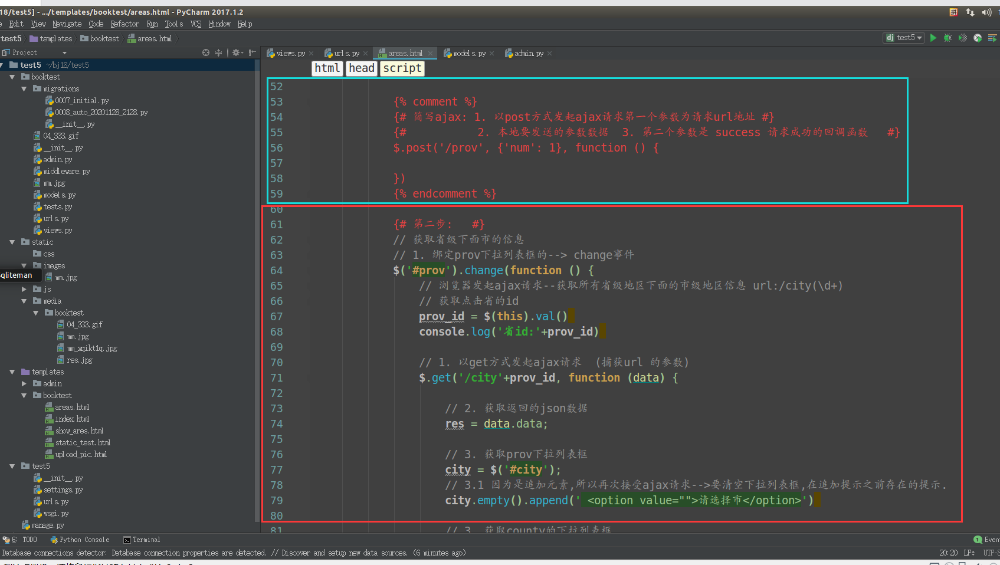 18/test5] - .../templates/booktest/areas.html - PyCharm 2017.1.2
Edit View Navigate Code Refactor Run Tools VCS Window Help
test5 templates booktest areas.html
test5
Project
views.py urls.py areas.html models.py admin.py
html head script
test5 ~/bj18/test5
booktest
migrations
0007_initial.py
0008_auto_20201128_2128.py
__init__.py
04_333.gif
__init__.py
admin.py
middleware.py
mm.jpg
models.py
tests.py
urls.py
views.py
static
css
images
qliteman
mm.jpg
js
media
booktest
04_333.gif
mm.jpg
mm_xqikt1q.jpg
res.jpg
templates
admin
booktest
areas.html
index.html
show_ares.html
static_test.html
upload_pic.html
test5
__init__.py
settings.py
urls.py
wsgi.py
manage.py
52
53 {% comment %}
54 {# 简写ajax: 1. 以post方式发起ajax请求第一个参数为请求url地址 #}
55 {# 2. 本地要发送的参数数据 3. 第二个参数是 success 请求成功的回调函数 #}
56 $.post('/prov', {'num': 1}, function () {
57
58 })
59 {% endcomment %}
60
61 {# 第二步: #}
62 // 获取省级下面市的信息
63 // 1. 绑定prov下拉列表框的--> change事件
64 $('#prov').change(function () {
65 // 浏览器发起ajax请求--获取所有省级地区下面的市级地区信息 url:/city(\d+)
66 // 获取点击省的id
67 prov_id = $(this).val()
68 console.log('省id:'+prov_id)
69
70 // 1. 以get方式发起ajax请求 (捕获url 的参数)
71 $.get('/city'+prov_id, function (data) {
72
73 // 2. 获取返回的json数据
74 res = data.data;
75
76 // 3. 获取prov下拉列表框
77 city = $('#city');
78 // 3.1 因为是追加元素,所以再次接受ajax请求-->要清空下拉列表框,在追加提示之前存在的提示.
79 city.empty().append(' <option value="">请选择市</option>')
80
81 // 3. 获取county的下拉列表框
6: TODO Python Console Terminal
1 Even
Database connections detector: Database connection properties are detected. // Discover and setup new data sources. (6 minutes ago)
20:20 LF UTF-8